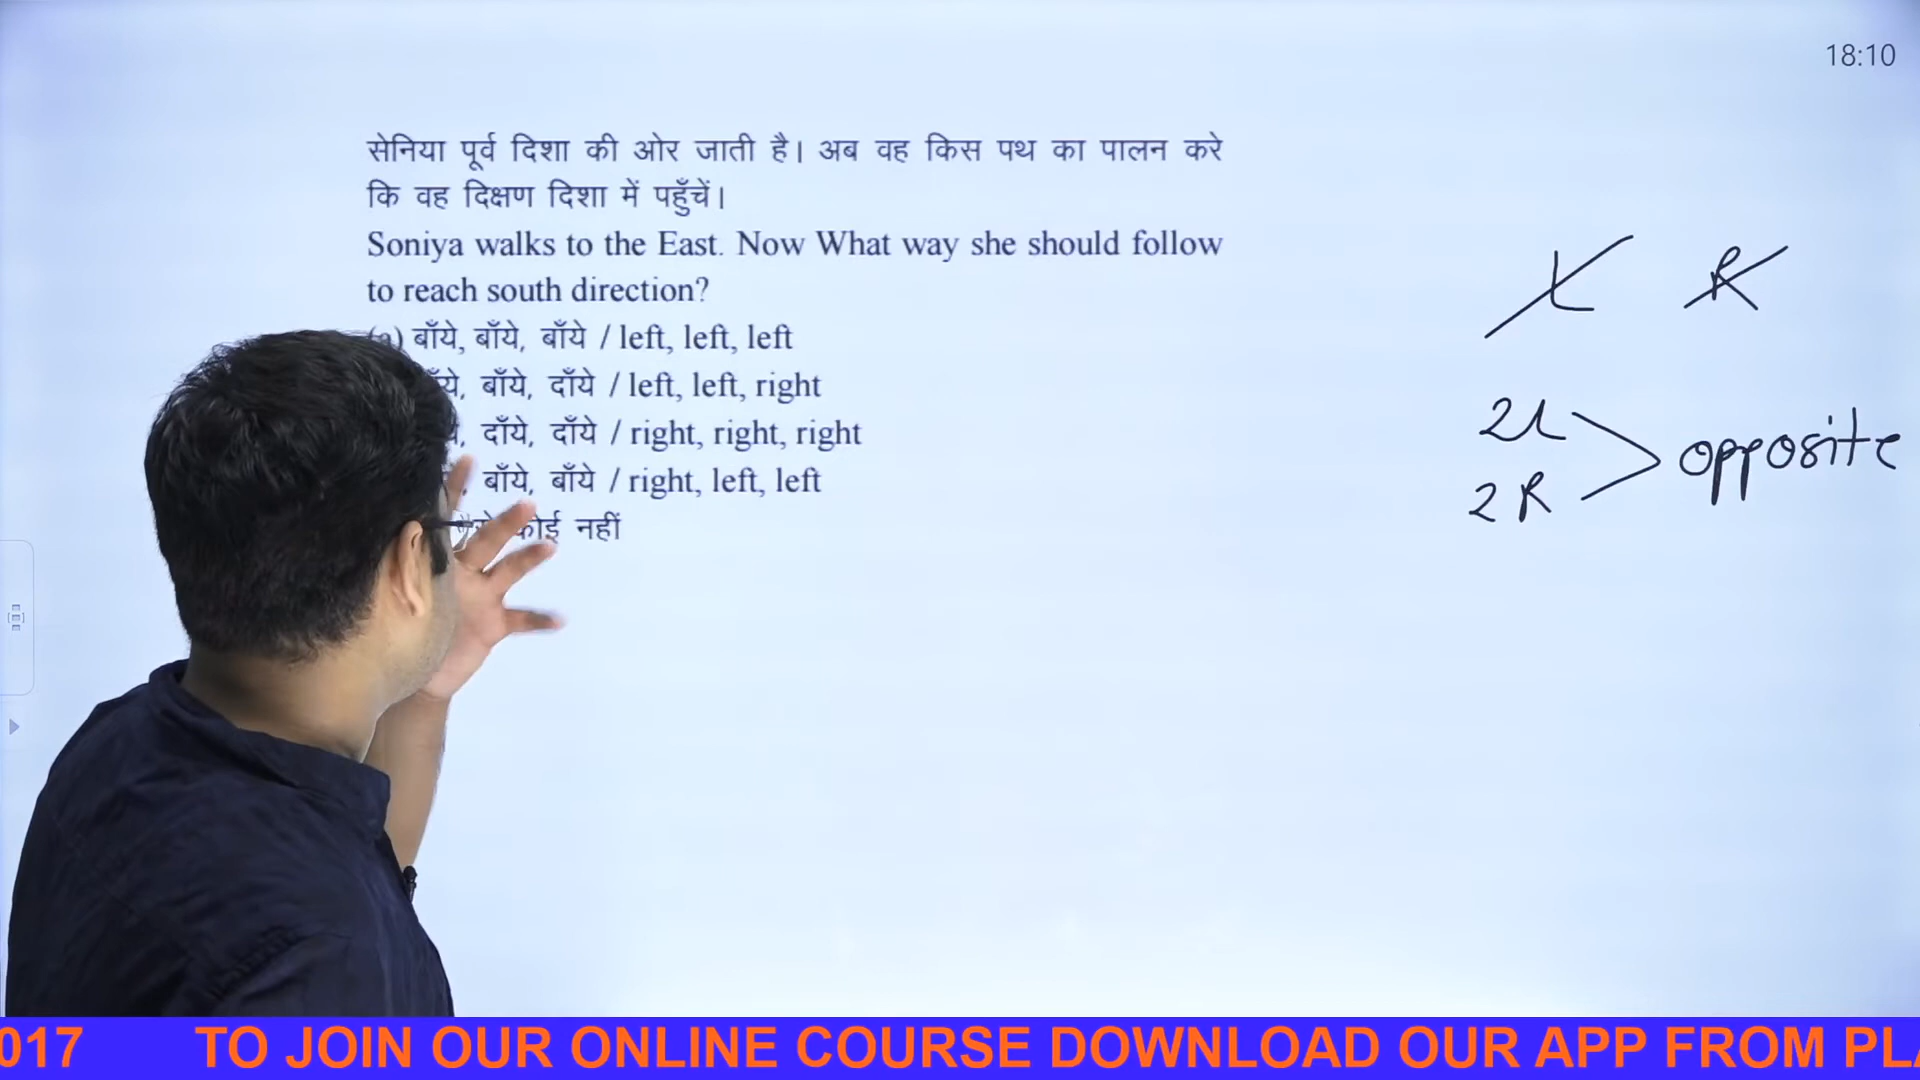 18:10
सेनिया पूर्व दिशा की ओर जाती है। अब वह किस पथ का पालन करे
कि वह दिक्षण दिशा में पहुँचें।
Soniya walks to the East. Now What way she should follow
to reach south direction?
(a) बाँये, बाँये, बाँये / left, left, left
बाँये, दाँये / left, left, right
दाँये, दाँये / right, right, right
बाँये, बाँये / right, left, left
कोई नहीं
L R
2L
2R
opposite
017 TO JOIN OUR ONLINE COURSE DOWNLOAD OUR APP FROM